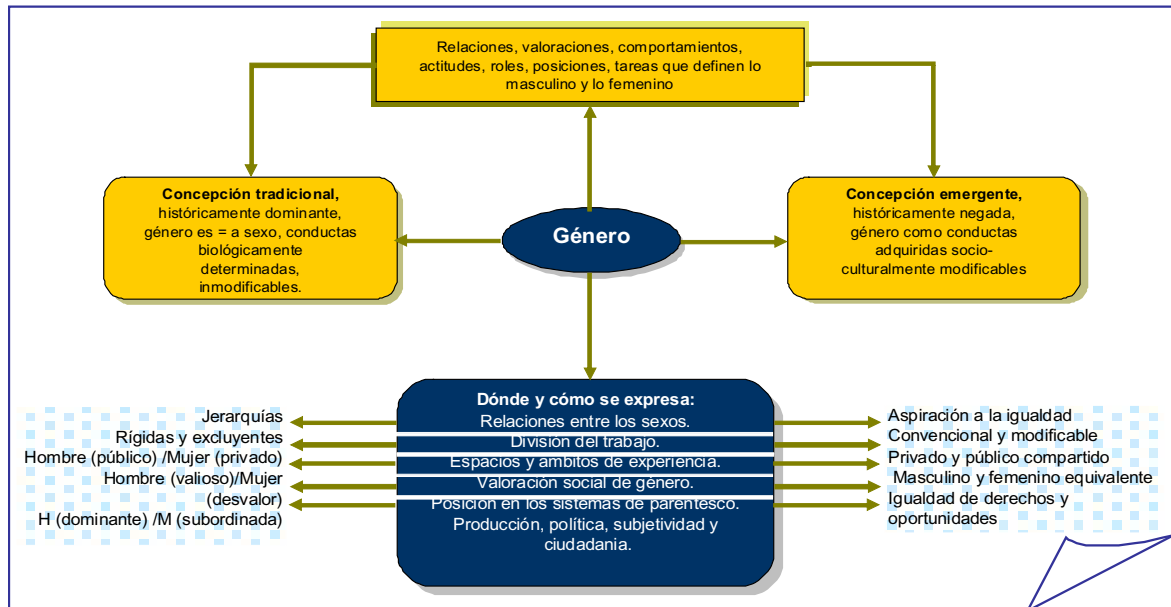 Relaciones, valoraciones, comportamientos,
actitudes, roles, posiciones, tareas que definen lo
masculino y lo femenino
Concepción tradicional,
históricamente dominante,
género es = a sexo, conductas
biológicamente
determinadas,
inmodificables.
Género
Concepción emergente,
históricamente negada,
género como conductas
adquiridas socio-
culturalmente modificables
Jerarquías
Rígidas y excluyentes
Hombre (público) /Mujer (privado)
Hombre (valioso)/Mujer
(desvalor)
H (dominante) /M (subordinada)
Dónde y cómo se expresa:
Relaciones entre los sexos.
División del trabajo.
Espacios y ámbitos de experiencia.
Valoración social de género.
Posición en los sistemas de parentesco.
Producción, política, subjetividad y
ciudadania.
Aspiración a la igualdad
Convencional y modificable
Privado y público compartido
Masculino y femenino equivalente
Igualdad de derechos y
oportunidades